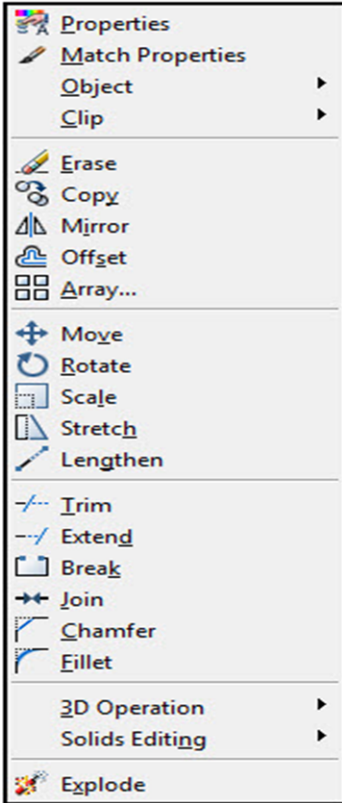 Properties
Match Properties
Object
Clip
Erase
Copy
Mirror
Offset
Array...
Move
Rotate
Scale
Stretch
Lengthen
Trim
Extend
Break
Join
Chamfer
Fillet
3D Operation
Solids Editing
Explode